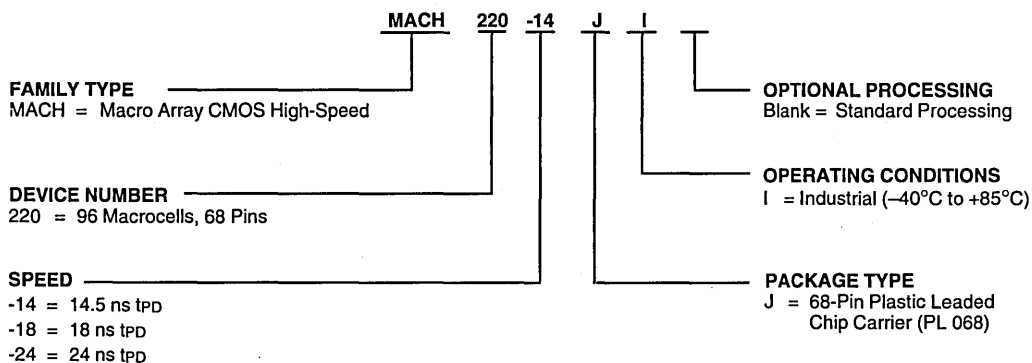 MACH 220 -14 J I
FAMILY TYPE
MACH = Macro Array CMOS High-Speed
DEVICE NUMBER
220 = 96 Macrocells, 68 Pins
SPEED
-14 = 14.5 ns tPD
-18 = 18 ns tPD
-24 = 24 ns tPD
OPTIONAL PROCESSING
Blank = Standard Processing
OPERATING CONDITIONS
I = Industrial (–40°C to +85°C)
PACKAGE TYPE
J = 68-Pin Plastic Leaded
Chip Carrier (PL 068)